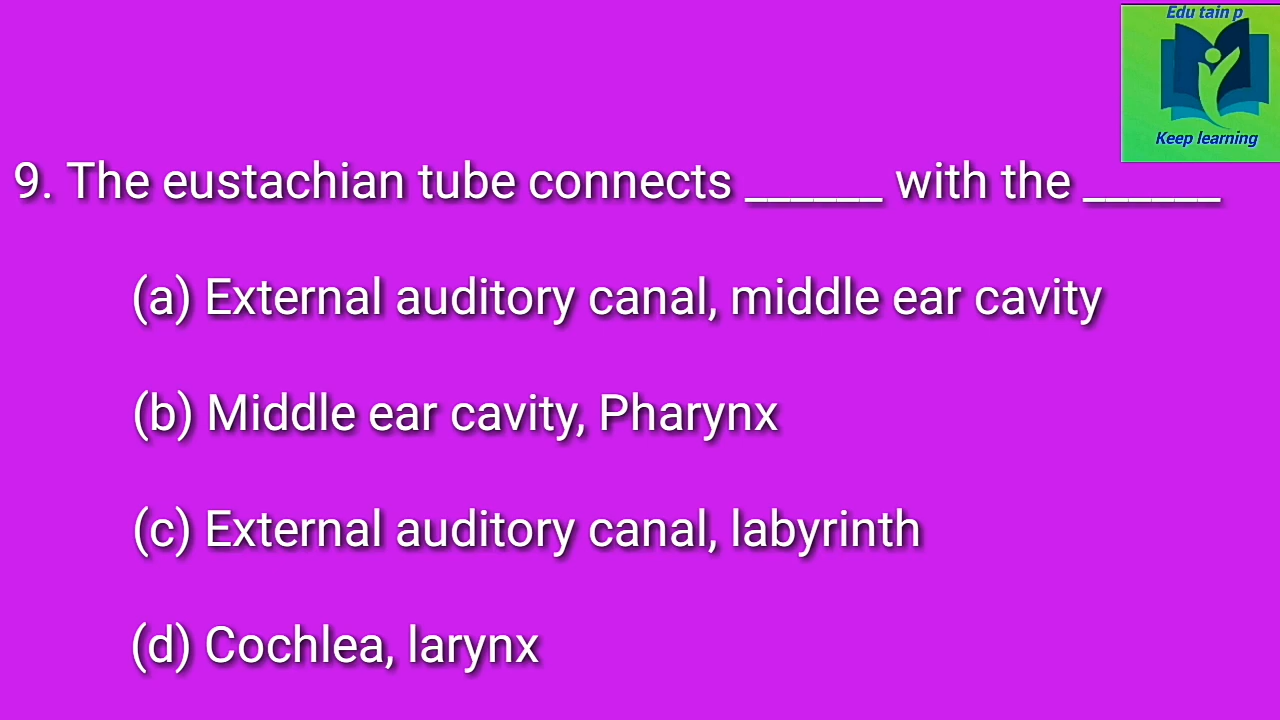 Edu tain p
Keep learning
9. The eustachian tube connects ______ with the ______
(a) External auditory canal, middle ear cavity
(b) Middle ear cavity, Pharynx
(c) External auditory canal, labyrinth
(d) Cochlea, larynx